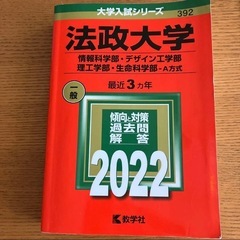 大学入試シリーズ
392
法政大学
情報科学部・デザイン工学部
理工学部・生命科学部-A方式
一般
最近3カ年
傾向と対策
過去問
解答
2022
教学社